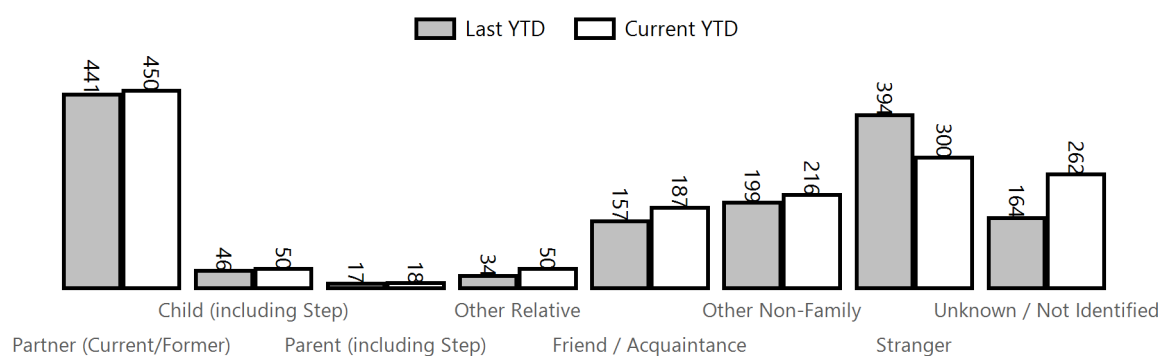 Last YTD Current YTD
441 450 46 50 17 18 34 50 157 187 199 216 394 300 164 262
Child (including Step) Other Relative Other Non-Family Unknown / Not Identified
Partner (Current/Former) Parent (including Step) Friend / Acquaintance Stranger